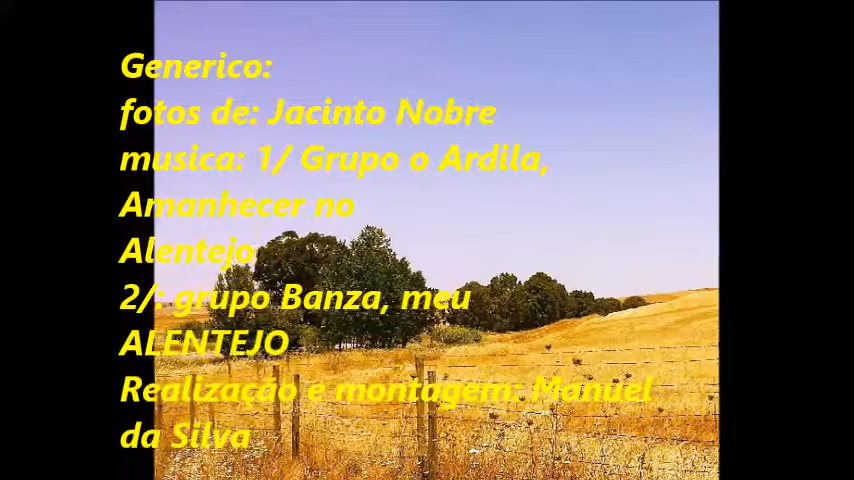 Generico:
fotos de: Jacinto Nobre
musica: 1/ Grupo o Ardila,
Amanhecer no
Alentejo
2/: grupo Banza, meu
ALENTEJO
Realização e montagem: Manuel
da Silva